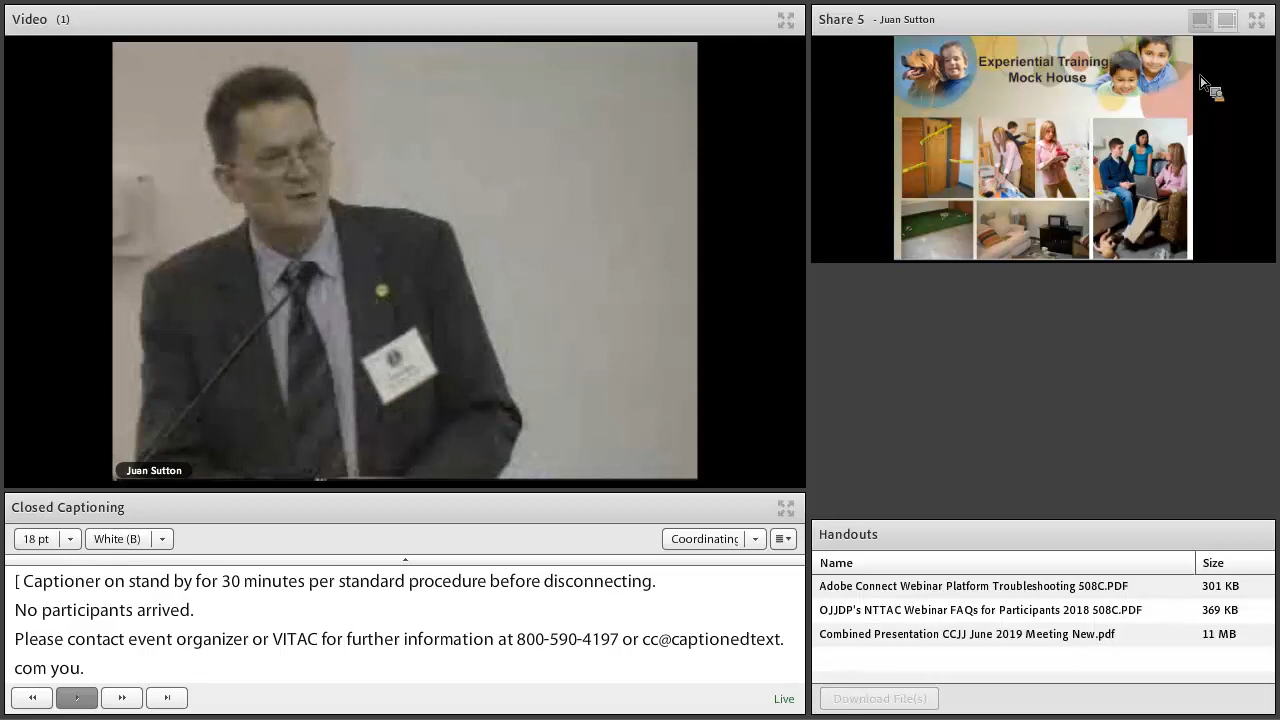 Video (1)
Juan Sutton
Share 5 - Juan Sutton
Experiential Training
Mock House
Closed Captioning
18 pt
White (B)
Coordinating
[ Captioner on stand by for 30 minutes per standard procedure before disconnecting.
No participants arrived.
Please contact event organizer or VITAC for further information at 800-590-4197 or cc@captionedtext.
com you.
Live
Handouts
Name Size
Adobe Connect Webinar Platform Troubleshooting 508C.PDF 301 KB
OJJDP's NTTAC Webinar FAQs for Participants 2018 508C.PDF 369 KB
Combined Presentation CCJJ June 2019 Meeting New.pdf 11 MB
Download File(s)